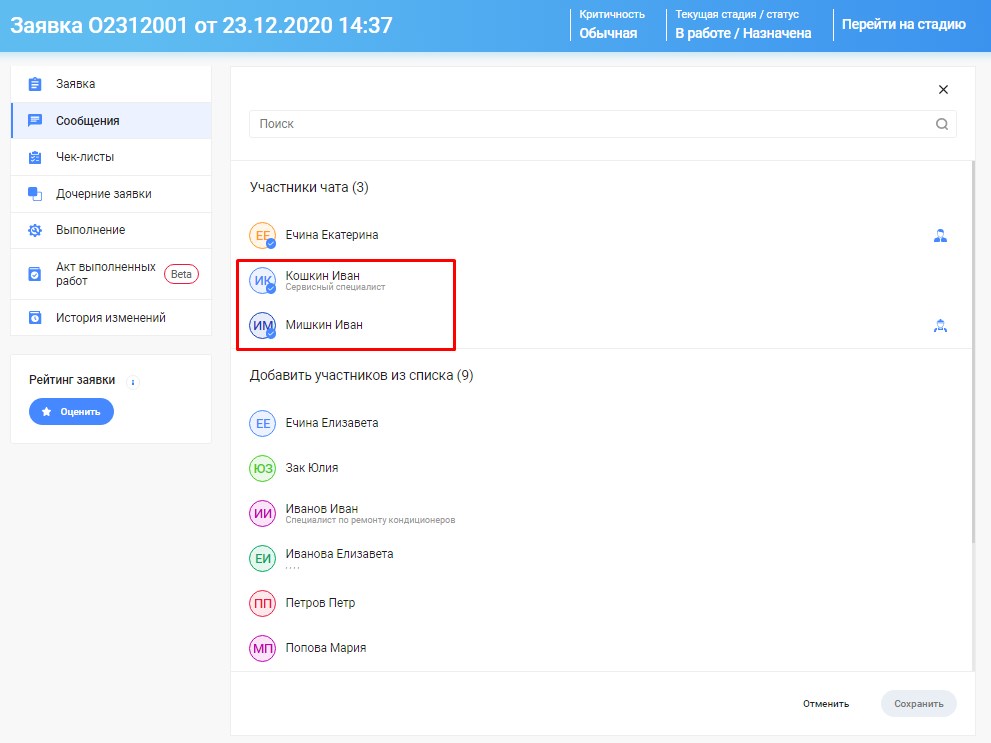 Заявка О2312001 от 23.12.2020 14:37
Критичность
Обычная
Текущая стадия / статус
В работе / Назначена
Перейти на стадию
Заявка
Сообщения
Чек-листы
Дочерние заявки
Выполнение
Акт выполненных
работ
Beta
История изменений
Рейтинг заявки
i
Оценить
Поиск
Участники чата (3)
ЕЕ
Ечина Екатерина
ИК
Кошкин Иван
Сервисный специалист
ИМ
Мишкин Иван
Добавить участников из списка (9)
ЕЕ
Ечина Елизавета
ЮЗ
Зак Юлия
ИИ
Иванов Иван
Специалист по ремонту кондиционеров
ЕИ
Иванова Елизавета
....
ПП
Петров Петр
МП
Попова Мария
Отменить
Сохранить